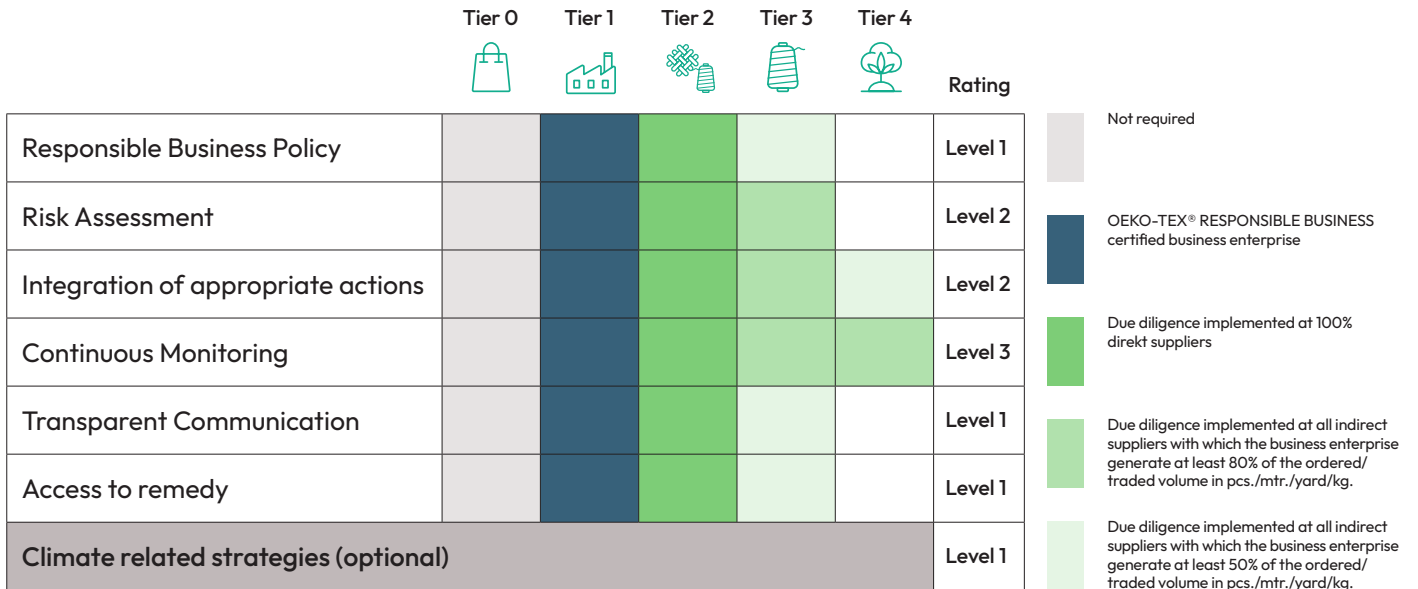 Tier 0 Tier 1 Tier 2 Tier 3 Tier 4
Rating
Responsible Business Policy Level 1
Risk Assessment Level 2
Integration of appropriate actions Level 2
Continuous Monitoring Level 3
Transparent Communication Level 1
Access to remedy Level 1
Climate related strategies (optional) Level 1
Not required
OEKO-TEX® RESPONSIBLE BUSINESS
certified business enterprise
Due diligence implemented at 100%
direkt suppliers
Due diligence implemented at all indirect
suppliers with which the business enterprise
generate at least 80% of the ordered/
traded volume in pcs./mtr./yard/kg.
Due diligence implemented at all indirect
suppliers with which the business enterprise
generate at least 50% of the ordered/
traded volume in pcs./mtr./yard/kg.